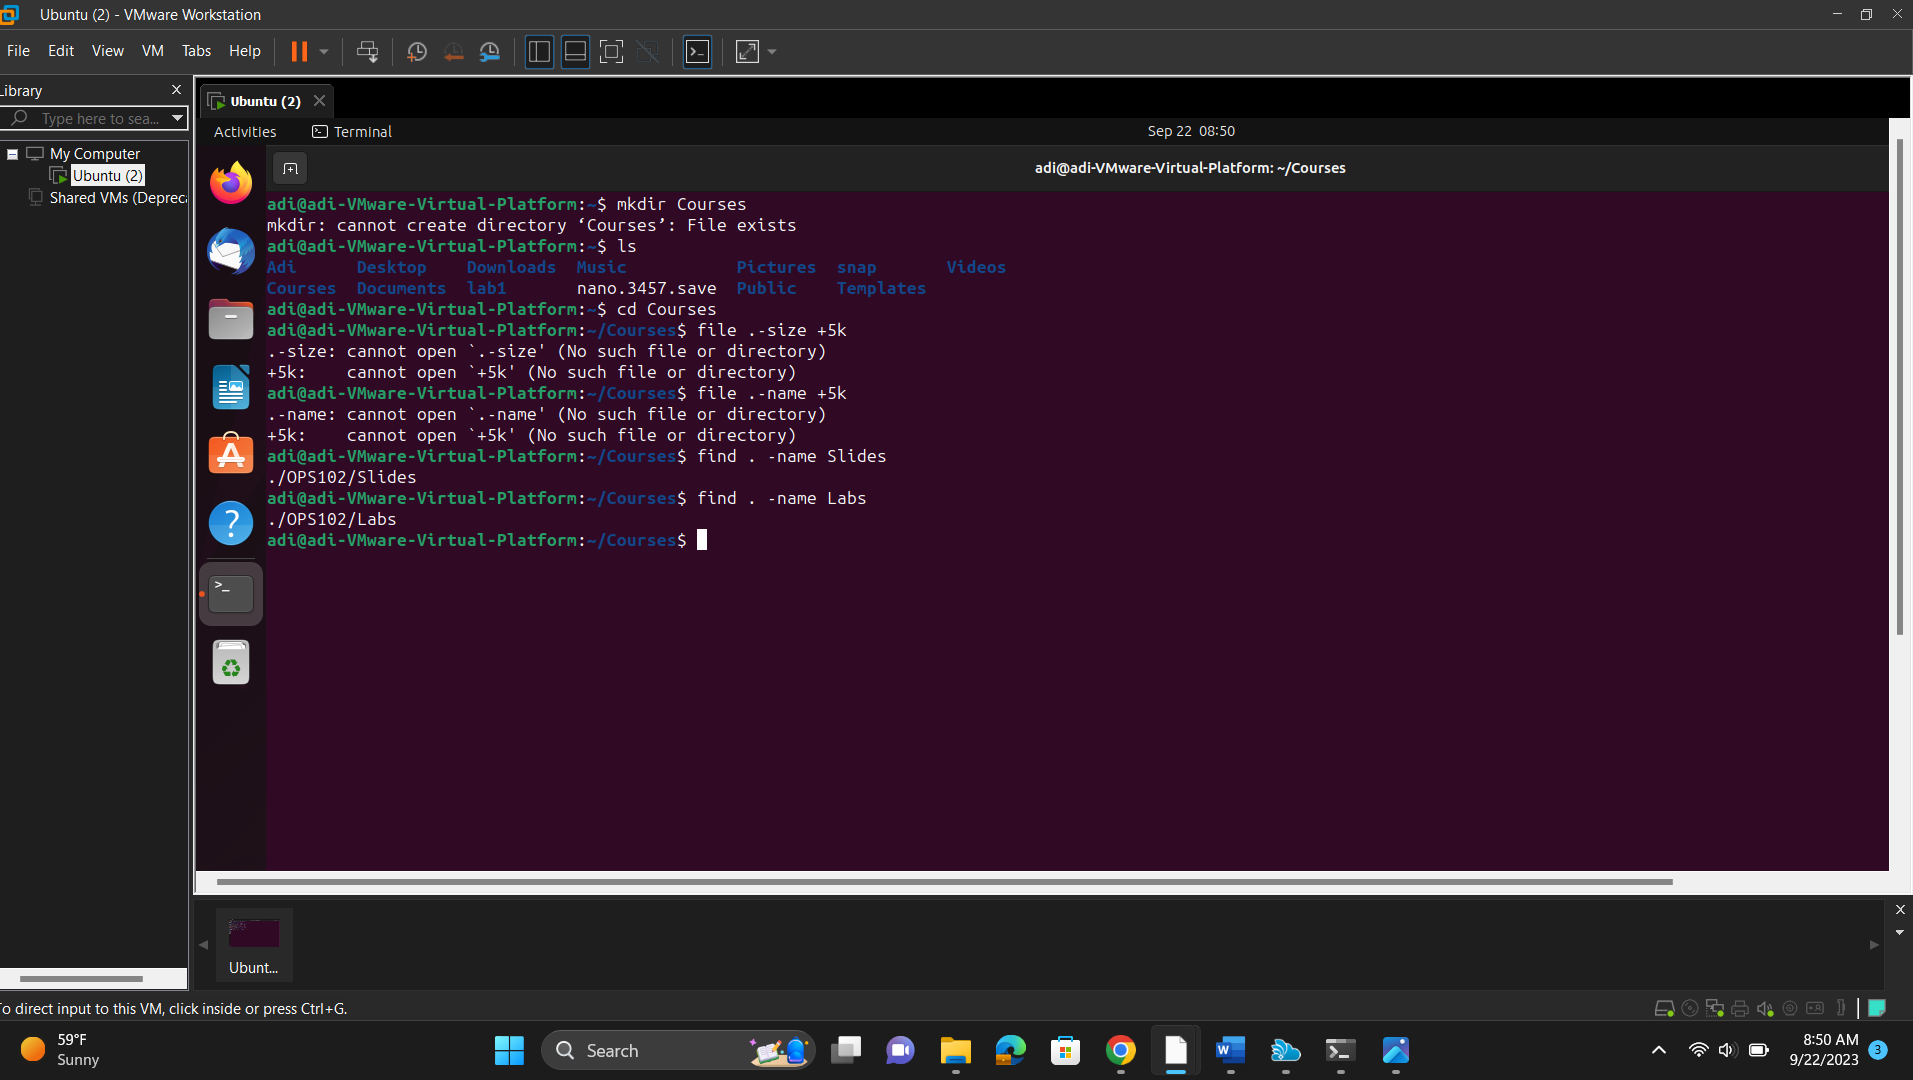 Ubuntu (2) - VMware Workstation
File Edit View VM Tabs Help
Library
Type here to sea...
My Computer
Ubuntu (2)
Shared VMs (Depreca
Ubuntu (2)
Activities Terminal Sep 22 08:50
adi@adi-VMware-Virtual-Platform: ~/Courses
adi@adi-VMware-Virtual-Platform:~$ mkdir Courses
mkdir: cannot create directory ‘Courses’: File exists
adi@adi-VMware-Virtual-Platform:~$ ls
Adi Desktop Downloads Music Pictures snap Videos
Courses Documents lab1 nano.3457.save Public Templates
adi@adi-VMware-Virtual-Platform:~$ cd Courses
adi@adi-VMware-Virtual-Platform:~/Courses$ file .-size +5k
.-size: cannot open `.-size' (No such file or directory)
+5k: cannot open `+5k' (No such file or directory)
adi@adi-VMware-Virtual-Platform:~/Courses$ file .-name +5k
.-name: cannot open `.-name' (No such file or directory)
+5k: cannot open `+5k' (No such file or directory)
adi@adi-VMware-Virtual-Platform:~/Courses$ find . -name Slides
./OPS102/Slides
adi@adi-VMware-Virtual-Platform:~/Courses$ find . -name Labs
./OPS102/Labs
adi@adi-VMware-Virtual-Platform:~/Courses$
Ubunt...
To direct input to this VM, click inside or press Ctrl+G.
59°F
Sunny
Search
8:50 AM
9/22/2023
3